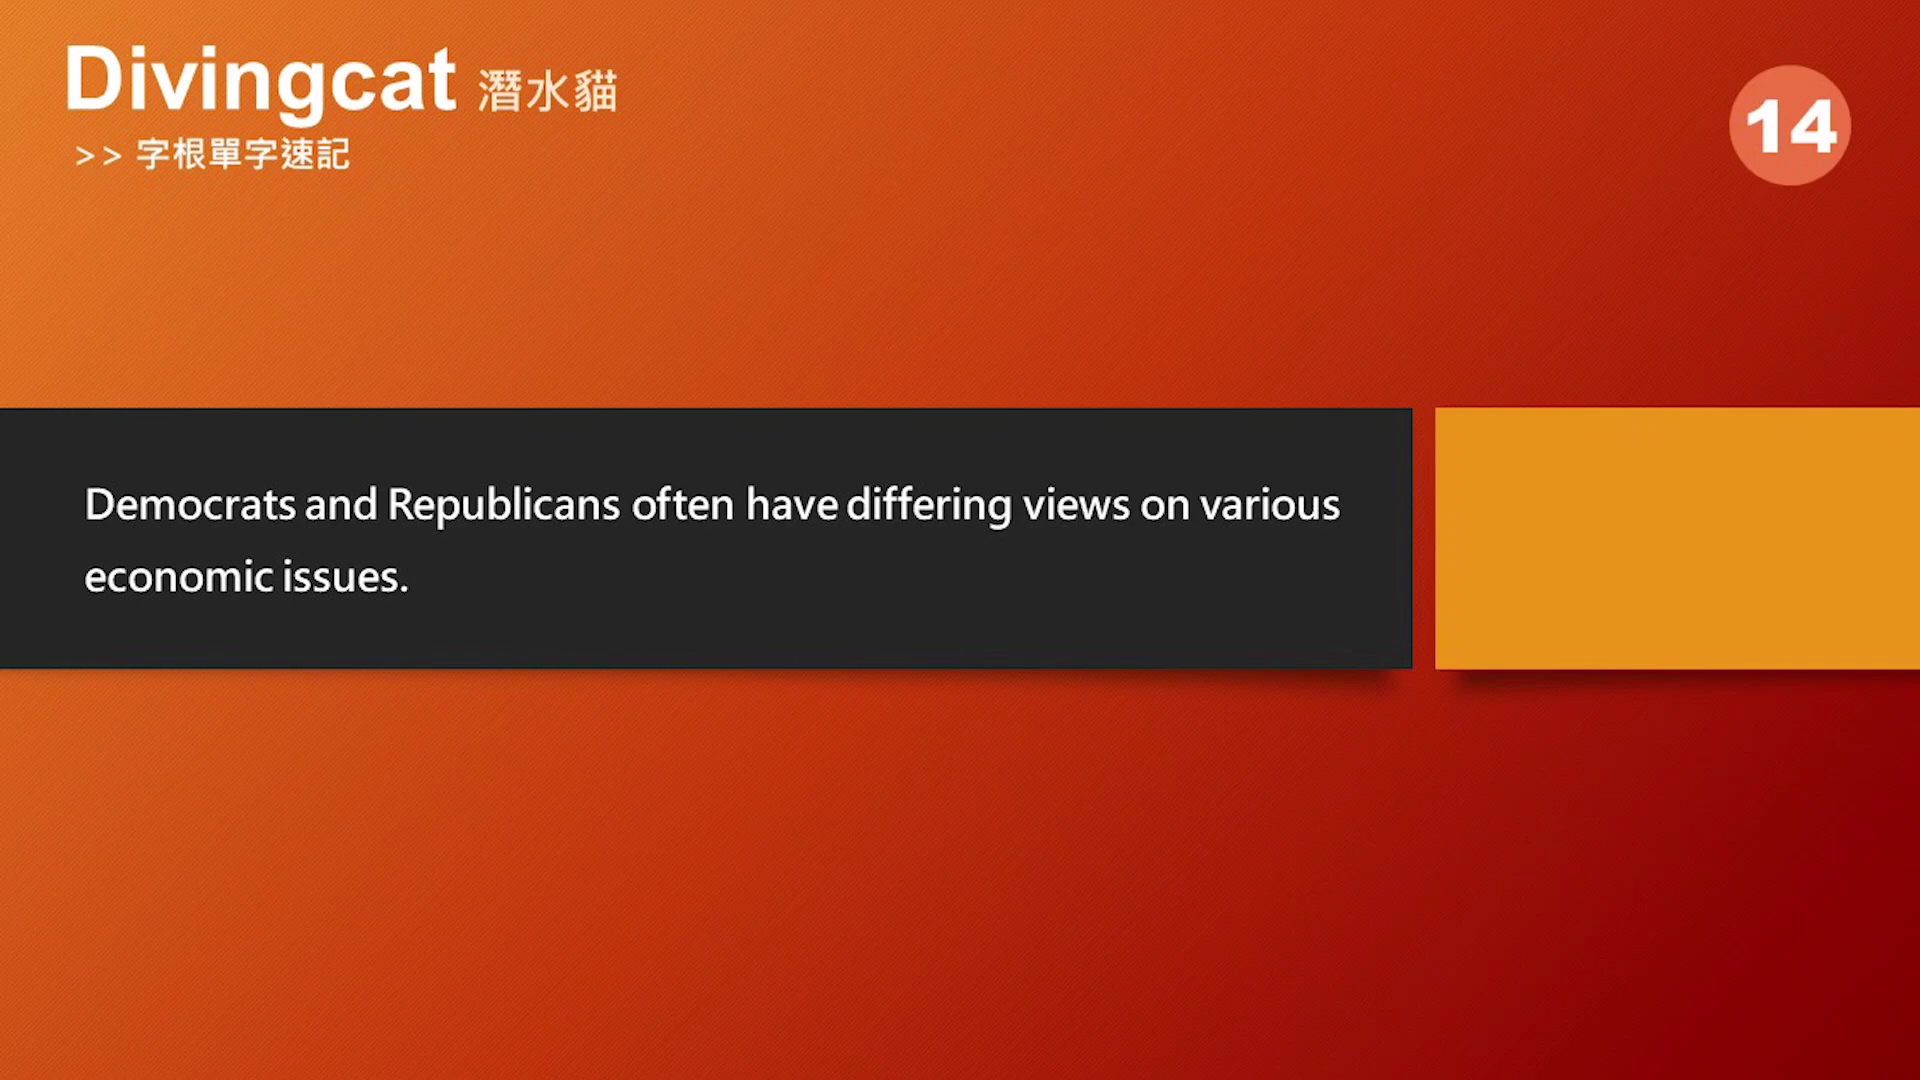 Divingcat 潛水貓
>> 字根單字速記
14
Democrats and Republicans often have differing views on various
economic issues.